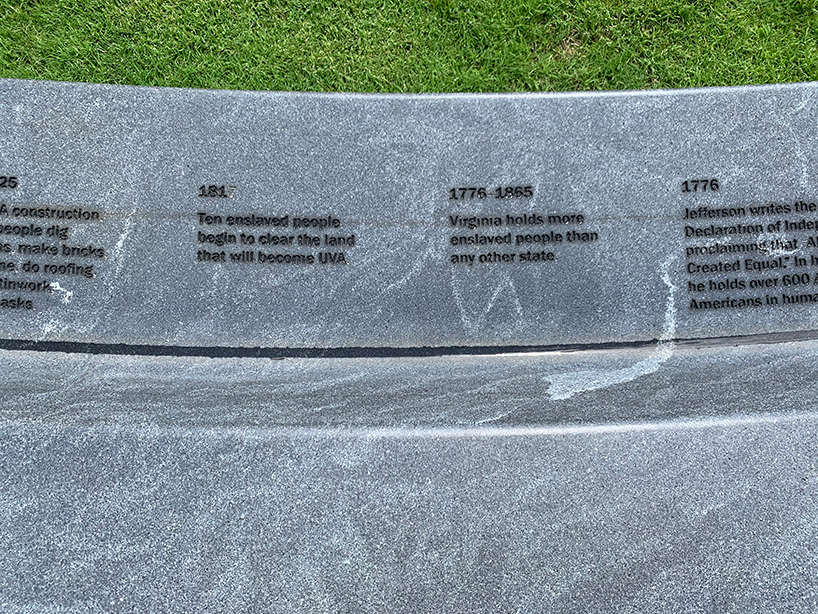 25
A construction
people dig
as, make bricks
me, do roofing,
tinwork,
asks
1817
Ten enslaved people
begin to clear the land
that will become UVA
1776–1865
Virginia holds more
enslaved people than
any other state
1776
Jefferson writes the
Declaration of Indep
proclaiming that
Created Equal." In h
he holds over 600 A
Americans in huma